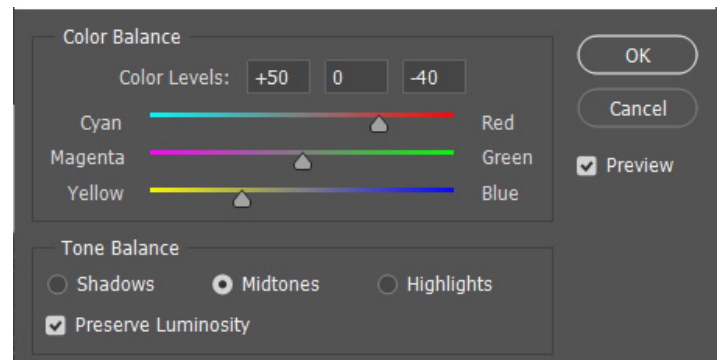 Color Balance
Color Levels: +50 0 -40
Cyan Red
Magenta Green
Yellow Blue
Tone Balance
Shadows Midtones Highlights
Preserve Luminosity
OK
Cancel
Preview